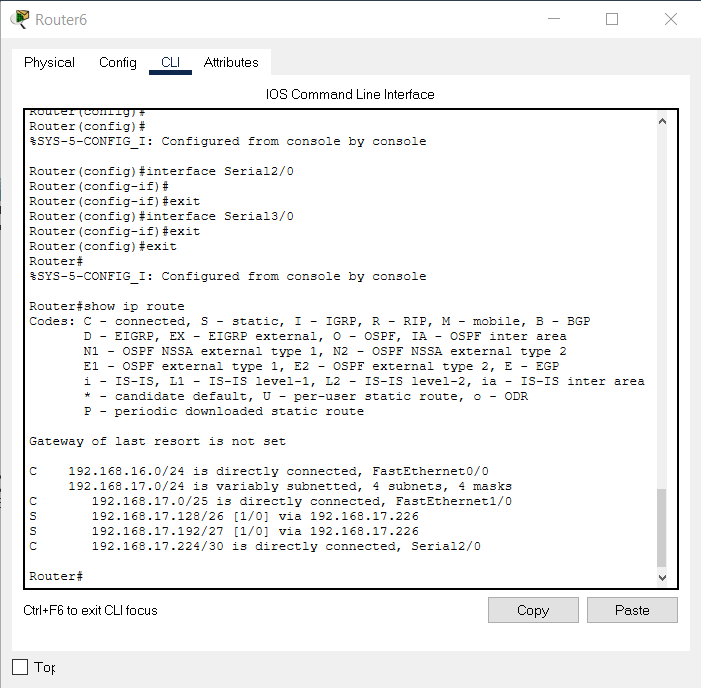 Router6
Physical Config CLI Attributes
IOS Command Line Interface
Router(config)#
Router(config)#
%SYS-5-CONFIG_I: Configured from console by console
Router(config)#interface Serial2/0
Router(config-if)#
Router(config-if)#exit
Router(config)#interface Serial3/0
Router(config-if)#exit
Router(config)#exit
Router#
%SYS-5-CONFIG_I: Configured from console by console
Router#show ip route
Codes: C - connected, S - static, I - IGRP, R - RIP, M - mobile, B - BGP
D - EIGRP, EX - EIGRP external, O - OSPF, IA - OSPF inter area
N1 - OSPF NSSA external type 1, N2 - OSPF NSSA external type 2
E1 - OSPF external type 1, E2 - OSPF external type 2, E - EGP
i - IS-IS, L1 - IS-IS level-1, L2 - IS-IS level-2, ia - IS-IS inter area
* - candidate default, U - per-user static route, o - ODR
P - periodic downloaded static route
Gateway of last resort is not set
C 192.168.16.0/24 is directly connected, FastEthernet0/0
192.168.17.0/24 is variably subnetted, 4 subnets, 4 masks
C 192.168.17.0/25 is directly connected, FastEthernet1/0
S 192.168.17.128/26 [1/0] via 192.168.17.226
S 192.168.17.192/27 [1/0] via 192.168.17.226
C 192.168.17.224/30 is directly connected, Serial2/0
Router#
Ctrl+F6 to exit CLI focus
Copy Paste
Top